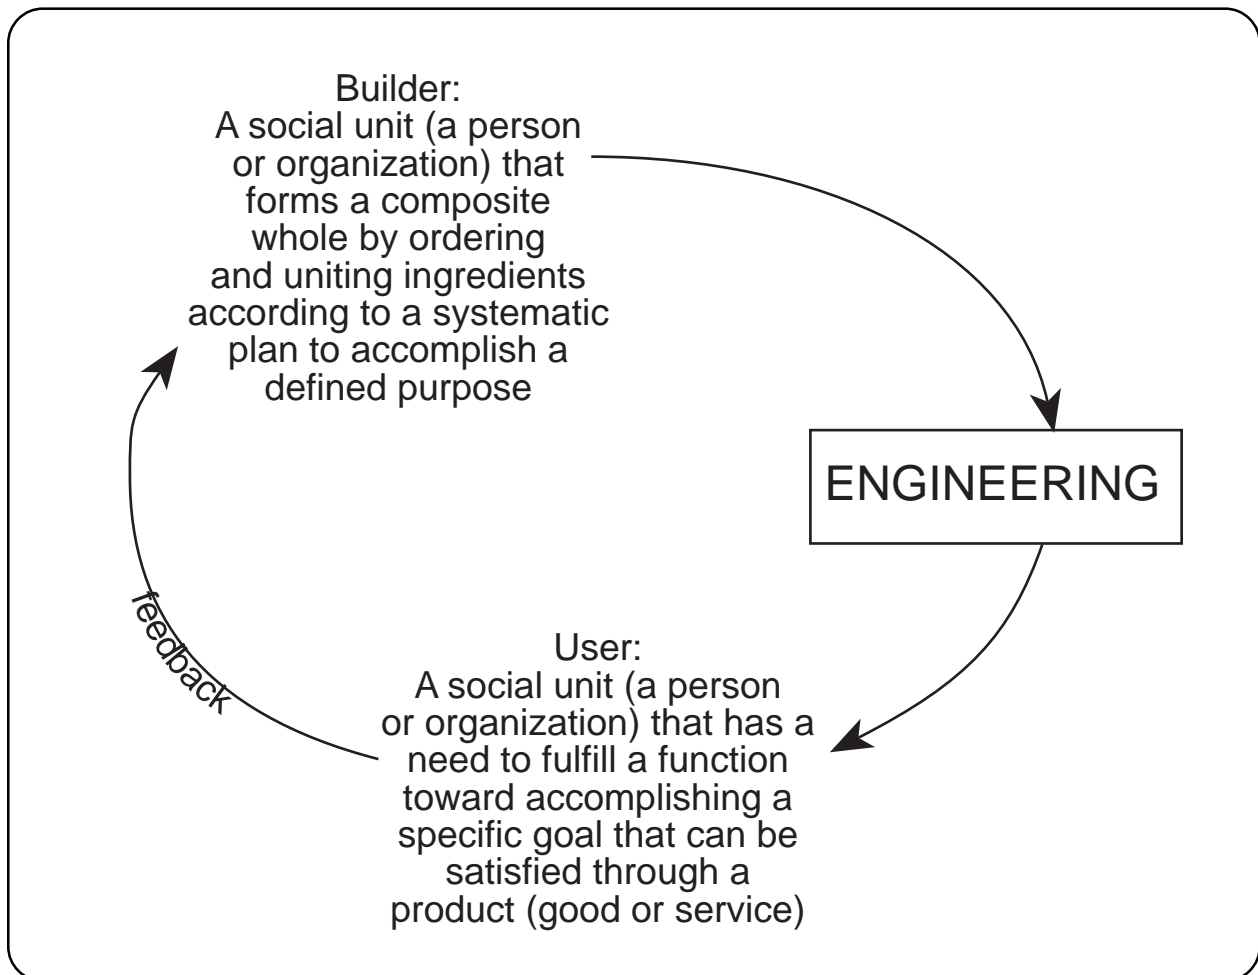 Builder:
A social unit (a person
or organization) that
forms a composite
whole by ordering
and uniting ingredients
according to a systematic
plan to accomplish a
defined purpose
ENGINEERING
feedback
User:
A social unit (a person
or organization) that has a
need to fulfill a function
toward accomplishing a
specific goal that can be
satisfied through a
product (good or service)